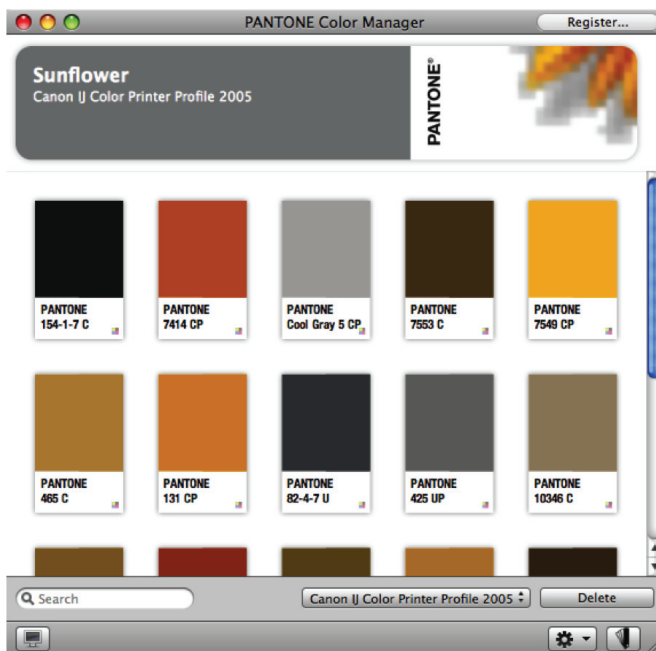 PANTONE Color Manager
Register...
Sunflower
Canon IJ Color Printer Profile 2005
PANTONE®
PANTONE
154-1-7 C
PANTONE
7414 CP
PANTONE
Cool Gray 5 CP
PANTONE
7553 C
PANTONE
7549 CP
PANTONE
465 C
PANTONE
131 CP
PANTONE
82-4-7 U
PANTONE
425 UP
PANTONE
10346 C
Search
Canon IJ Color Printer Profile 2005
Delete